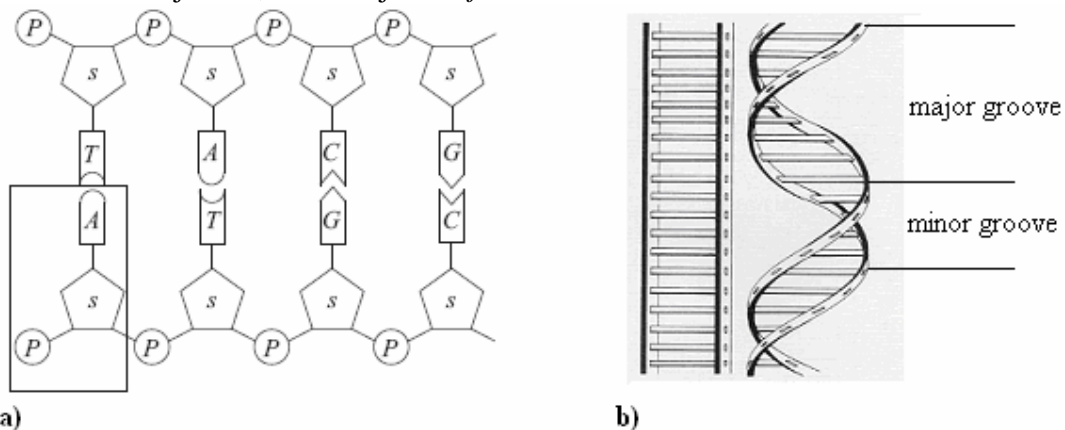 P P P P
s s s s
T A C G
A T G C
s s s s
P P P P
major groove
minor groove
a)
b)